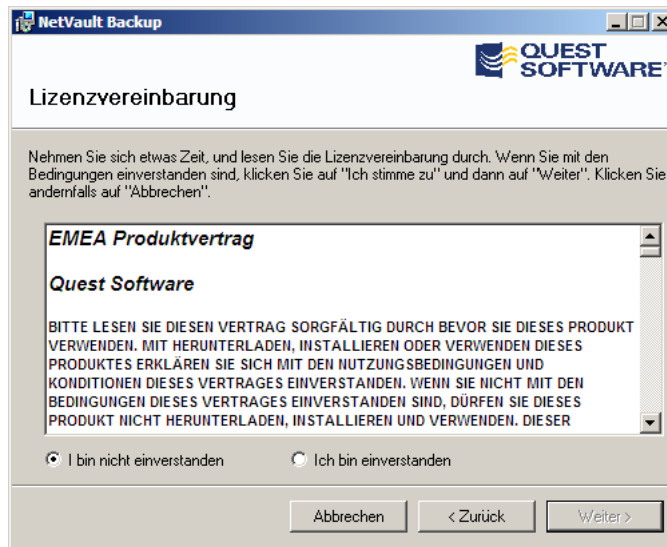 NetVault Backup
QUEST
SOFTWARE
Lizenzvereinbarung
Nehmen Sie sich etwas Zeit, und lesen Sie die Lizenzvereinbarung durch. Wenn Sie mit den
Bedingungen einverstanden sind, klicken Sie auf "Ich stimme zu" und dann auf "Weiter". Klicken Sie
andernfalls auf "Abbrechen".
EMEA Produktvertrag
Quest Software
BITTE LESEN SIE DIESEN VERTRAG SORGFÄLTIG DURCH BEVOR SIE DIESES PRODUKT
VERWENDEN. MIT HERUNTERLADEN, INSTALLIEREN ODER VERWENDEN DIESES
PRODUKTES ERKLÄREN SIE SICH MIT DEN NUTZUNGSBEDINGUNGEN UND
KONDITIONEN DIESES VERTRAGES EINVERSTANDEN. WENN SIE NICHT MIT DEN
BEDINGUNGEN DIESES VERTRAGES EINVERSTANDEN SIND, DÜRFEN SIE DIESES
PRODUKT NICHT HERUNTERLADEN, INSTALLIEREN UND VERWENDEN. DIESER
I bin nicht einverstanden
Ich bin einverstanden
Abbrechen
< Zurück
Weiter >